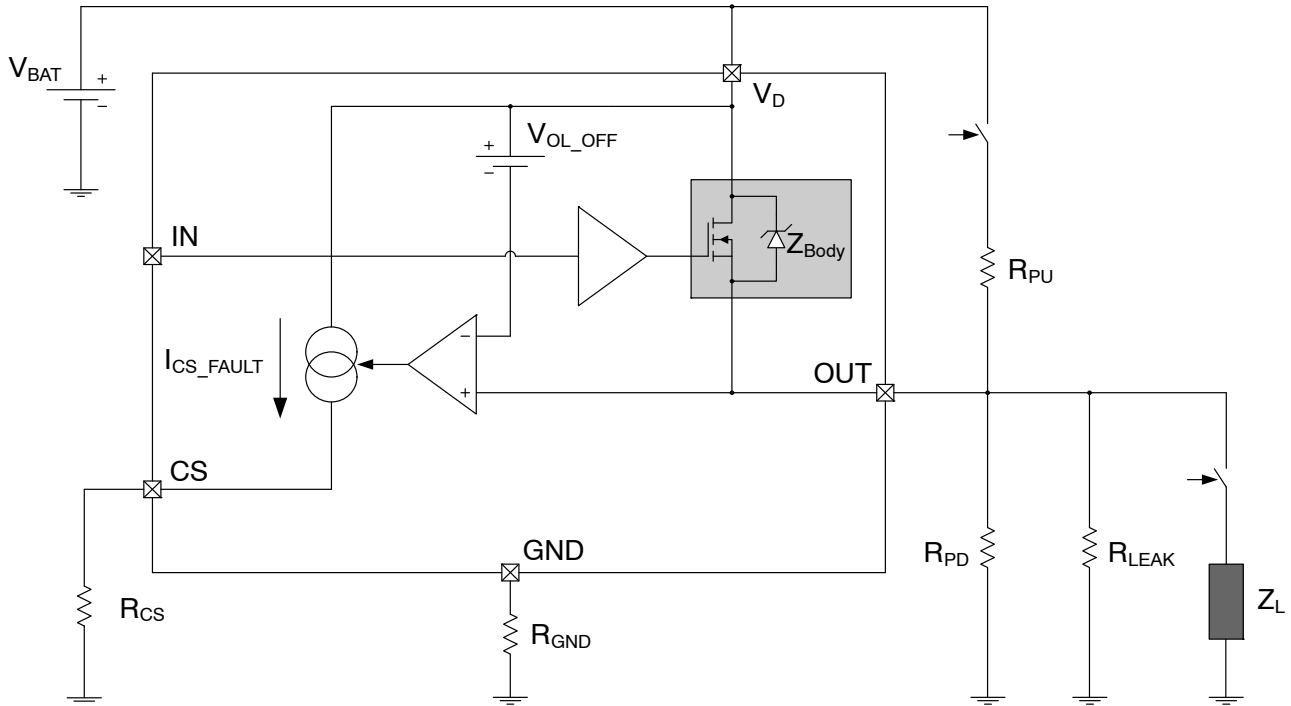 V_BAT
+
−
V_D
+
−
V_OL_OFF
IN
Z_Body
R_PU
I_CS_FAULT
−
+
OUT
CS
GND
R_CS
R_GND
R_PD
R_LEAK
Z_L